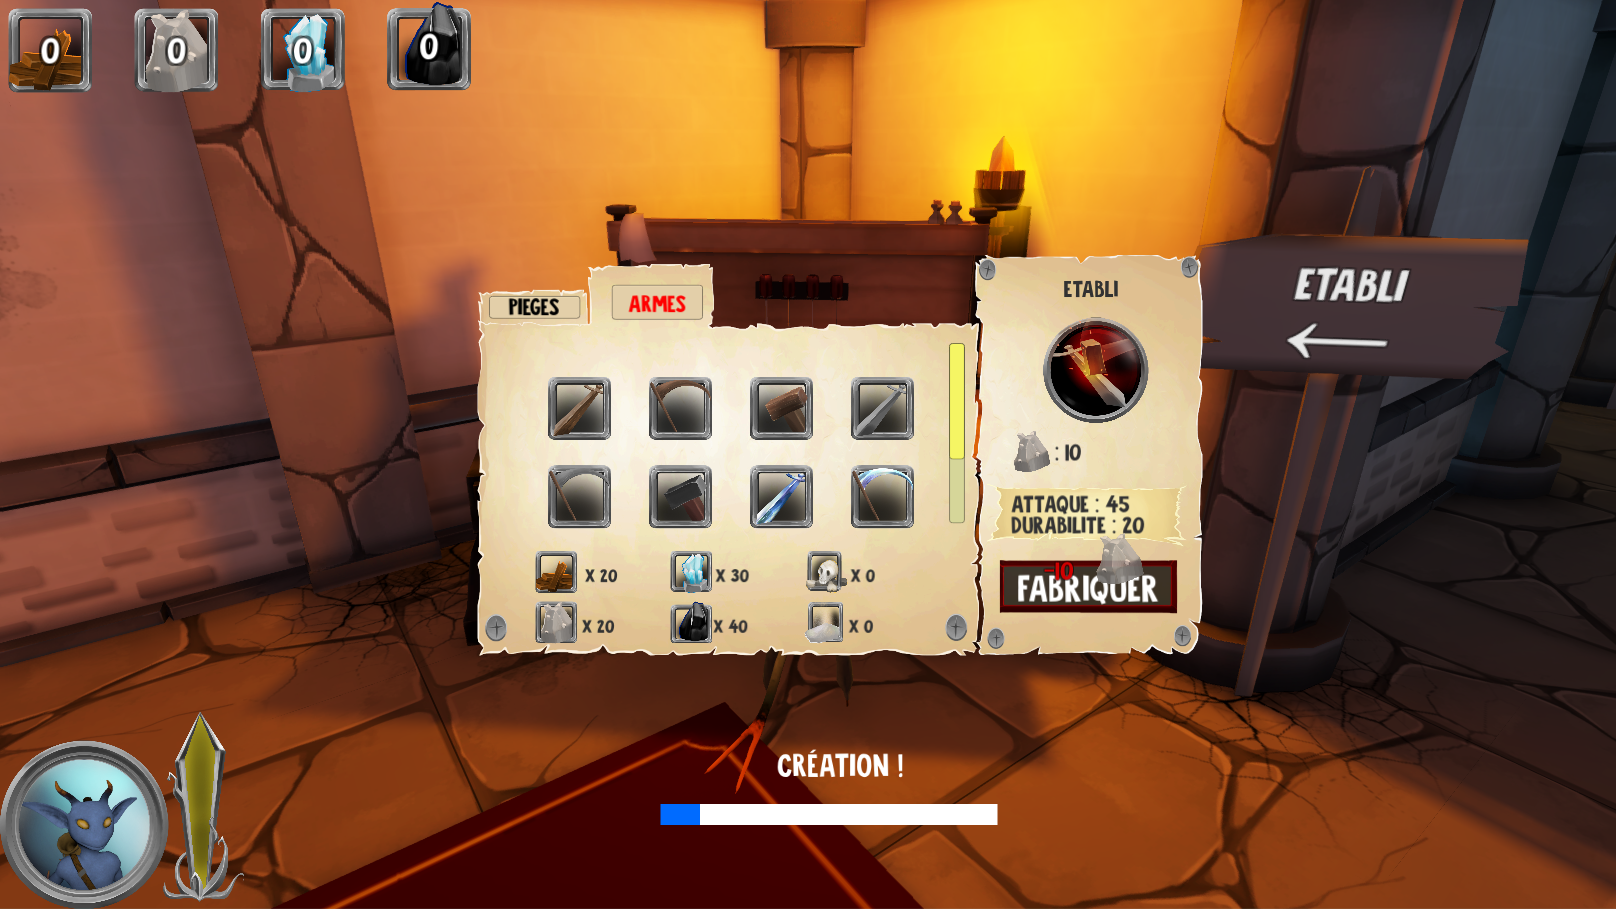 0
0
0
0
PIEGES
ARMES
ETABLI
: 10
ATTAQUE : 45
DURABILITE : 20
-10
FABRIQUER
X 20
X 30
X 0
X 20
X 40
X 0
ETABLI
CRÉATION !